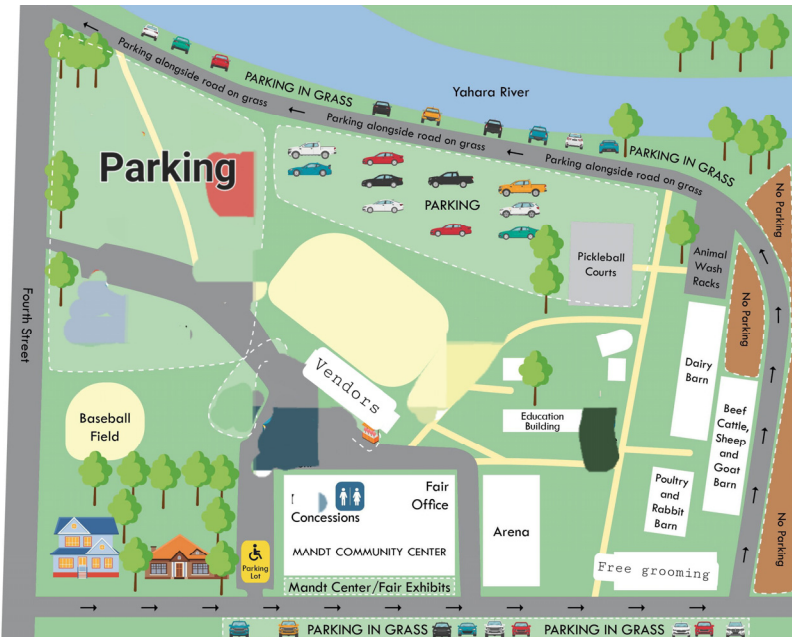 Parking alongside road on grass
PARKING IN GRASS
Yahara River
Parking alongside road on grass
Parking alongside road on grass
PARKING IN GRASS
Parking
PARKING
No Parking
Pickleball
Courts
Animal
Wash
Racks
No Parking
Fourth Street
Vendors
Dairy
Barn
Baseball
Field
Education
Building
Beef
Cattle,
Sheep
and
Goat
Barn
Fair
Office
Concessions
MANDT COMMUNITY CENTER
Arena
Poultry
and
Rabbit
Barn
No Parking
Parking
Lot
Free grooming
Mandt Center/Fair Exhibits
PARKING IN GRASS
PARKING IN GRASS